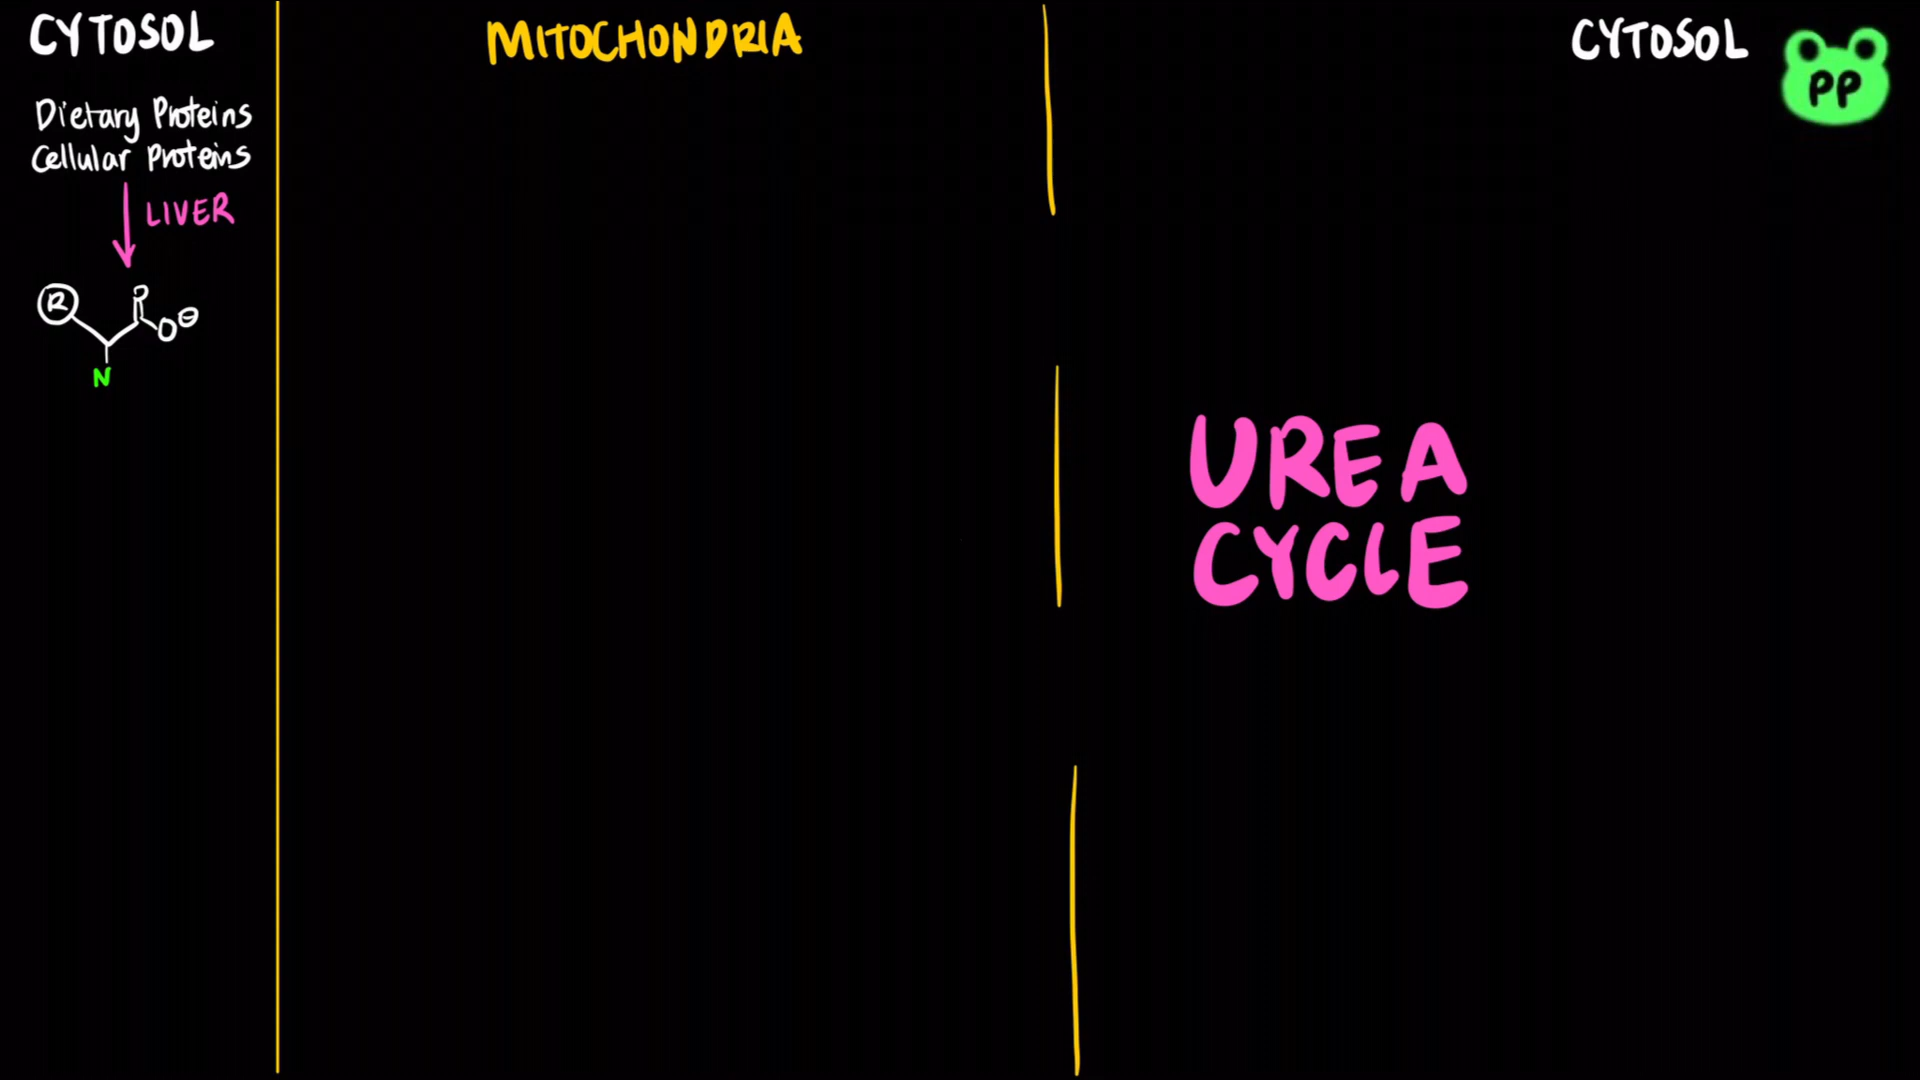 CYTOSOL
MITOCHONDRIA
CYTOSOL
PP
Dietary Proteins
Cellular Proteins
LIVER
R
O
O⊖
N
UREA
CYCLE